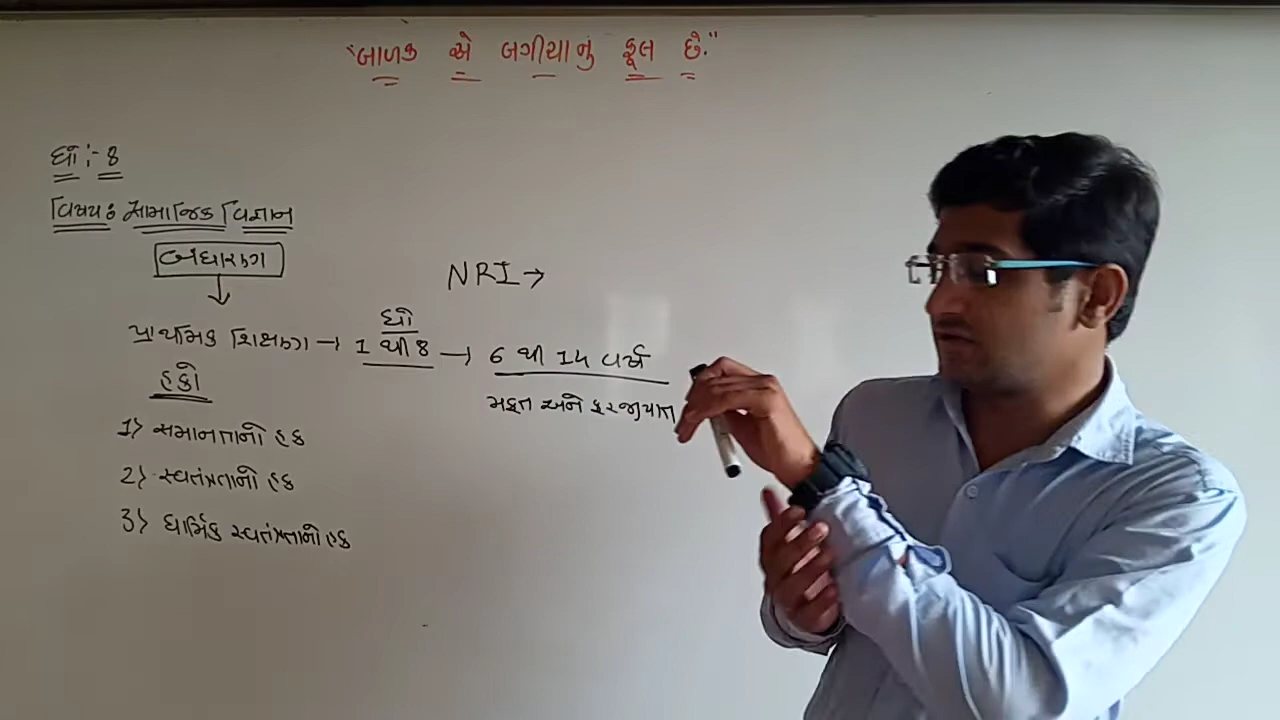 "બાળક એ બગીચાનું ફૂલ છે."
ધો :- 8
વિષય : સામાજિક વિજ્ઞાન
બંધારણ
NRI →
ધો
પ્રાથમિક શિક્ષણ → 1 થી 8 → 6 થી 14 વર્ષ
મફત અને ફરજીયાત
હકો
1) સમાનતાનો હક
2) સ્વતંત્રતાનો હક
3) ધાર્મિક સ્વતંત્રતાનો હક